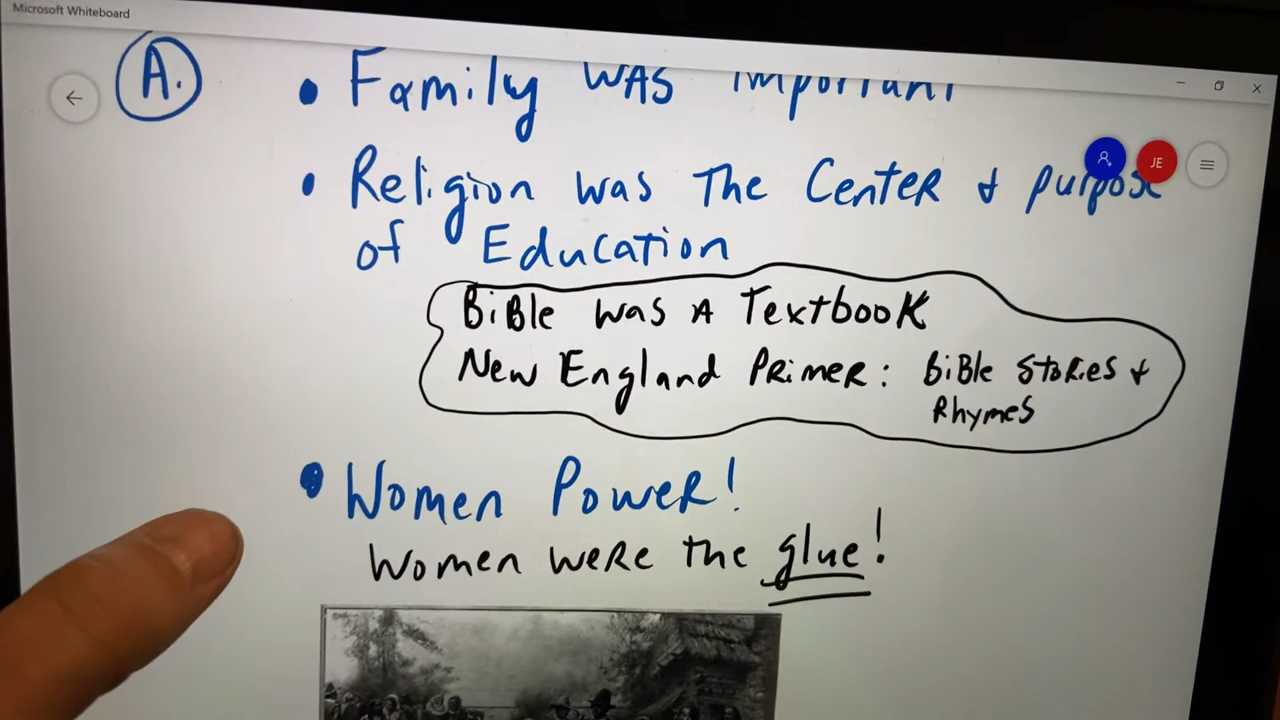 Microsoft Whiteboard
A.
• Family was important
JE
• Religion was The Center & purpose
of Education
Bible was A Textbook
New England Primer: Bible Stories &
Rhymes
• Women Power!
Women were the glue!